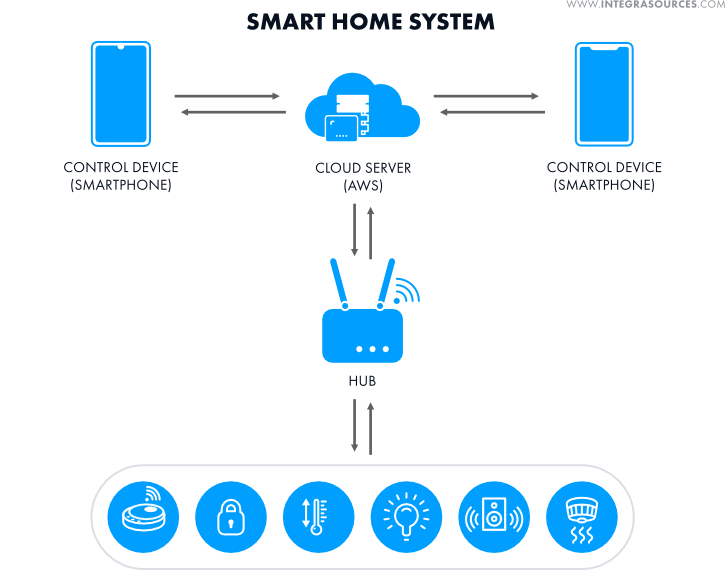 WWW.INTEGRASOURCES.COM
SMART HOME SYSTEM
CONTROL DEVICE
(SMARTPHONE)
CLOUD SERVER
(AWS)
CONTROL DEVICE
(SMARTPHONE)
HUB